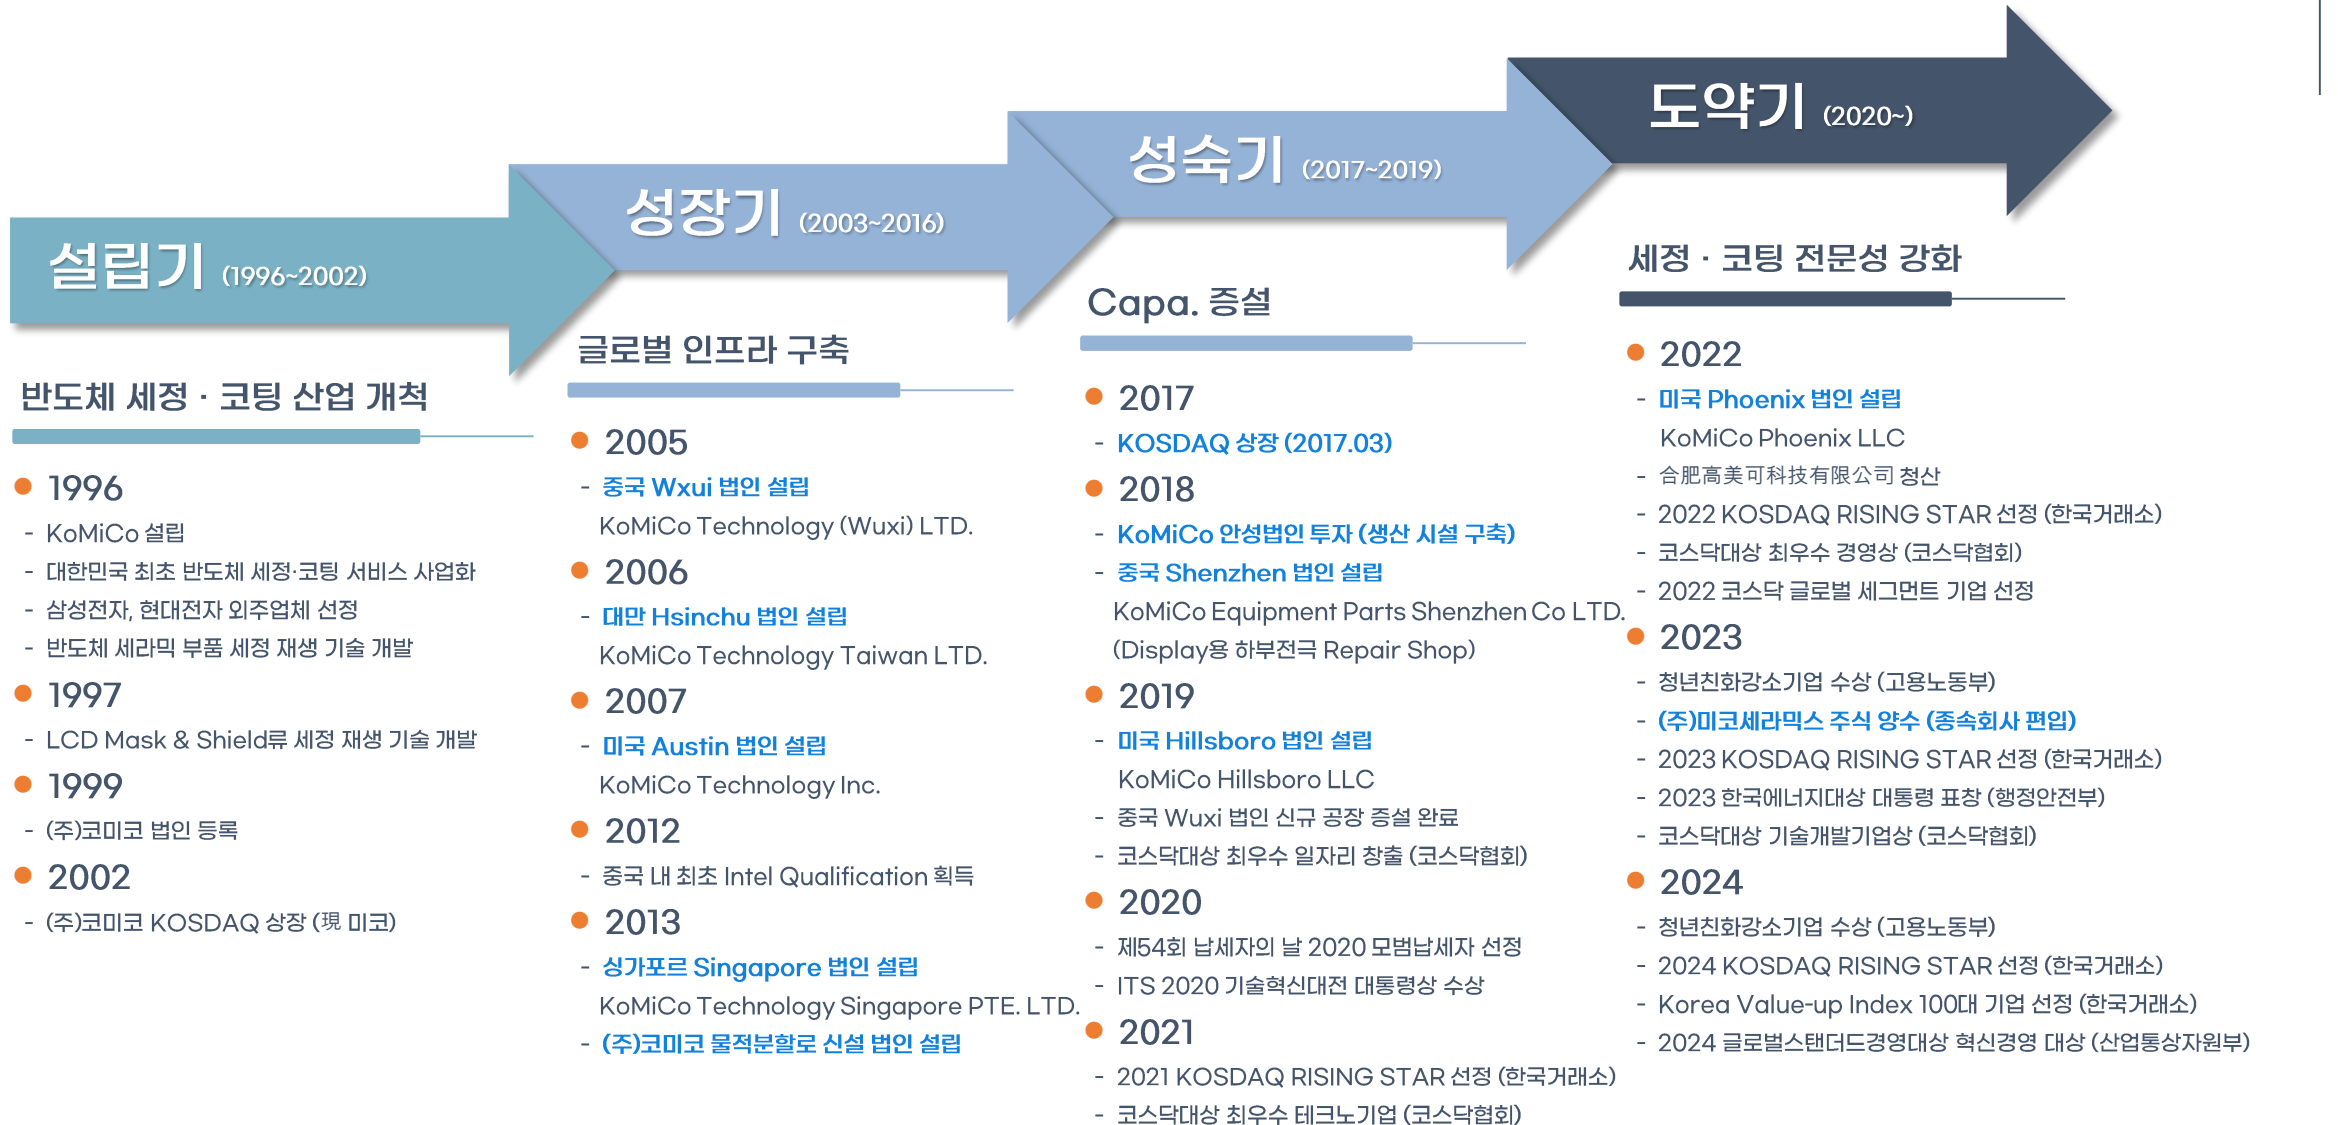 설립기 (1996~2002)
반도체 세정 · 코팅 산업 개척
1996
- KoMiCo 설립
- 대한민국 최초 반도체 세정·코팅 서비스 사업화
- 삼성전자, 현대전자 외주업체 선정
- 반도체 세라믹 부품 세정 재생 기술 개발
1997
- LCD Mask & Shield류 세정 재생 기술 개발
1999
- (주)코미코 법인 등록
2002
- (주)코미코 KOSDAQ 상장 (現 미코)
성장기 (2003~2016)
글로벌 인프라 구축
2005
- 중국 Wxui 법인 설립
KoMiCo Technology (Wuxi) LTD.
2006
- 대만 Hsinchu 법인 설립
KoMiCo Technology Taiwan LTD.
2007
- 미국 Austin 법인 설립
KoMiCo Technology Inc.
2012
- 중국 내 최초 Intel Qualification 획득
2013
- 싱가포르 Singapore 법인 설립
KoMiCo Technology Singapore PTE. LTD.
- (주)코미코 물적분할로 신설 법인 설립
성숙기 (2017~2019)
Capa. 증설
2017
- KOSDAQ 상장 (2017.03)
2018
- KoMiCo 안성법인 투자 (생산 시설 구축)
- 중국 Shenzhen 법인 설립
KoMiCo Equipment Parts Shenzhen Co LTD.
(Display용 하부전극 Repair Shop)
2019
- 미국 Hillsboro 법인 설립
KoMiCo Hillsboro LLC
- 중국 Wuxi 법인 신규 공장 증설 완료
- 코스닥대상 최우수 일자리 창출 (코스닥협회)
2020
- 제54회 납세자의 날 2020 모범납세자 선정
- ITS 2020 기술혁신대전 대통령상 수상
2021
- 2021 KOSDAQ RISING STAR 선정 (한국거래소)
- 코스닥대상 최우수 테크노기업 (코스닥협회)
도약기 (2020~)
세정 · 코팅 전문성 강화
2022
- 미국 Phoenix 법인 설립
KoMiCo Phoenix LLC
- 合肥高美可科技有限公司 청산
- 2022 KOSDAQ RISING STAR 선정 (한국거래소)
- 코스닥대상 최우수 경영상 (코스닥협회)
- 2022 코스닥 글로벌 세그먼트 기업 선정
2023
- 청년친화강소기업 수상 (고용노동부)
- (주)미코세라믹스 주식 양수 (종속회사 편입)
- 2023 KOSDAQ RISING STAR 선정 (한국거래소)
- 2023 한국에너지대상 대통령 표창 (행정안전부)
- 코스닥대상 기술개발기업상 (코스닥협회)
2024
- 청년친화강소기업 수상 (고용노동부)
- 2024 KOSDAQ RISING STAR 선정 (한국거래소)
- Korea Value-up Index 100대 기업 선정 (한국거래소)
- 2024 글로벌스탠더드경영대상 혁신경영 대상 (산업통상자원부)